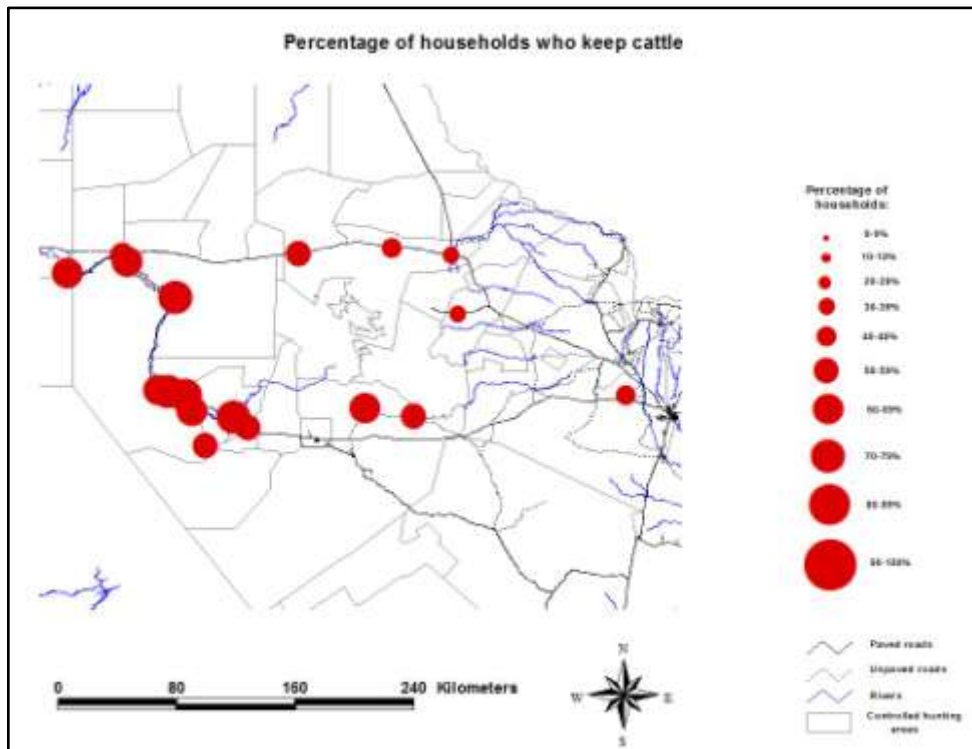 Percentage of households who keep cattle
Percentage of
households:
10-19%
20-29%
30-39%
40-49%
50-59%
60-69%
70-79%
80-89%
90-100%
Paved roads
Unpaved roads
Rivers
Controlled hunting
areas
0 80 160 240 Kilometers
N
W E
S